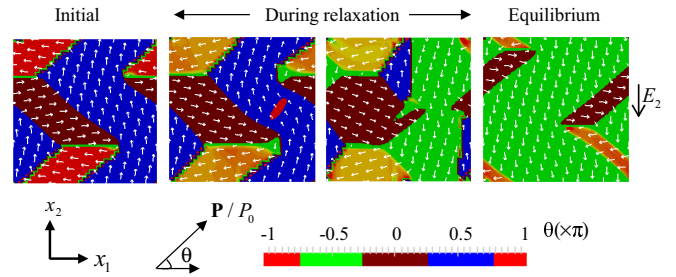 Initial During relaxation Equilibrium
E2
x2
x1
P / P0
θ
-1 -0.5 0 0.5 1 θ(×π)